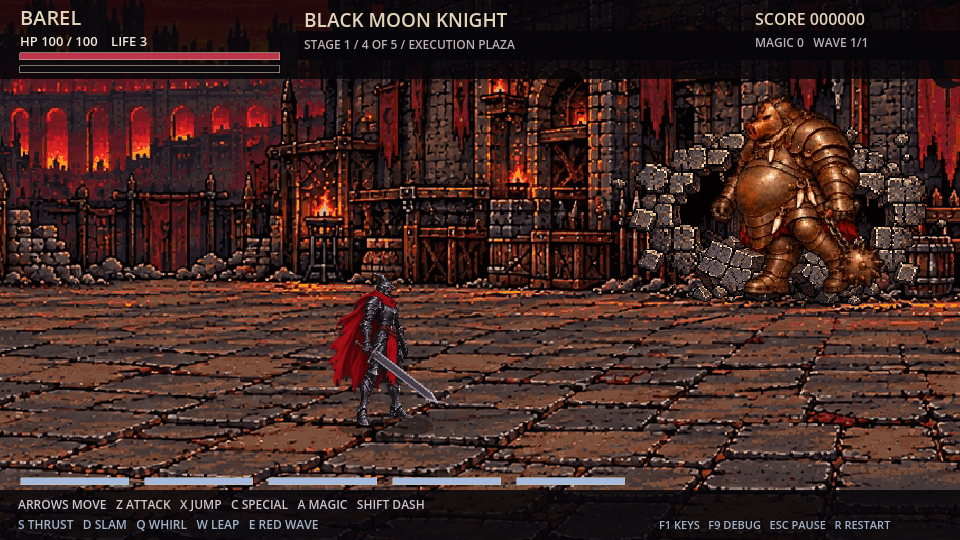 BAREL
HP 100 / 100 LIFE 3
BLACK MOON KNIGHT
STAGE 1 / 4 OF 5 / EXECUTION PLAZA
SCORE 000000
MAGIC 0 WAVE 1/1
ARROWS MOVE Z ATTACK X JUMP C SPECIAL A MAGIC SHIFT DASH
S THRUST D SLAM Q WHIRL W LEAP E RED WAVE
F1 KEYS F9 DEBUG ESC PAUSE R RESTART